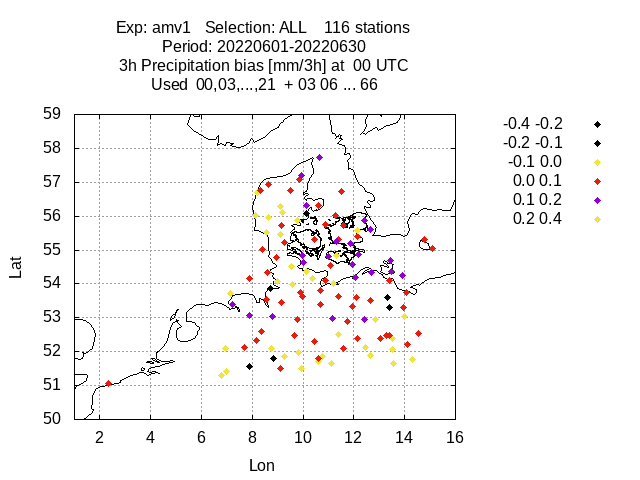 Exp: amv1 Selection: ALL 116 stations
Period: 20220601-20220630
3h Precipitation bias [mm/3h] at 00 UTC
Used 00,03,...,21 + 03 06 ... 66
59
58
57
56
55
54
53
52
51
50
Lat
2 4 6 8 10 12 14 16
Lon
-0.4 -0.2
-0.2 -0.1
-0.1 0.0
0.0 0.1
0.1 0.2
0.2 0.4